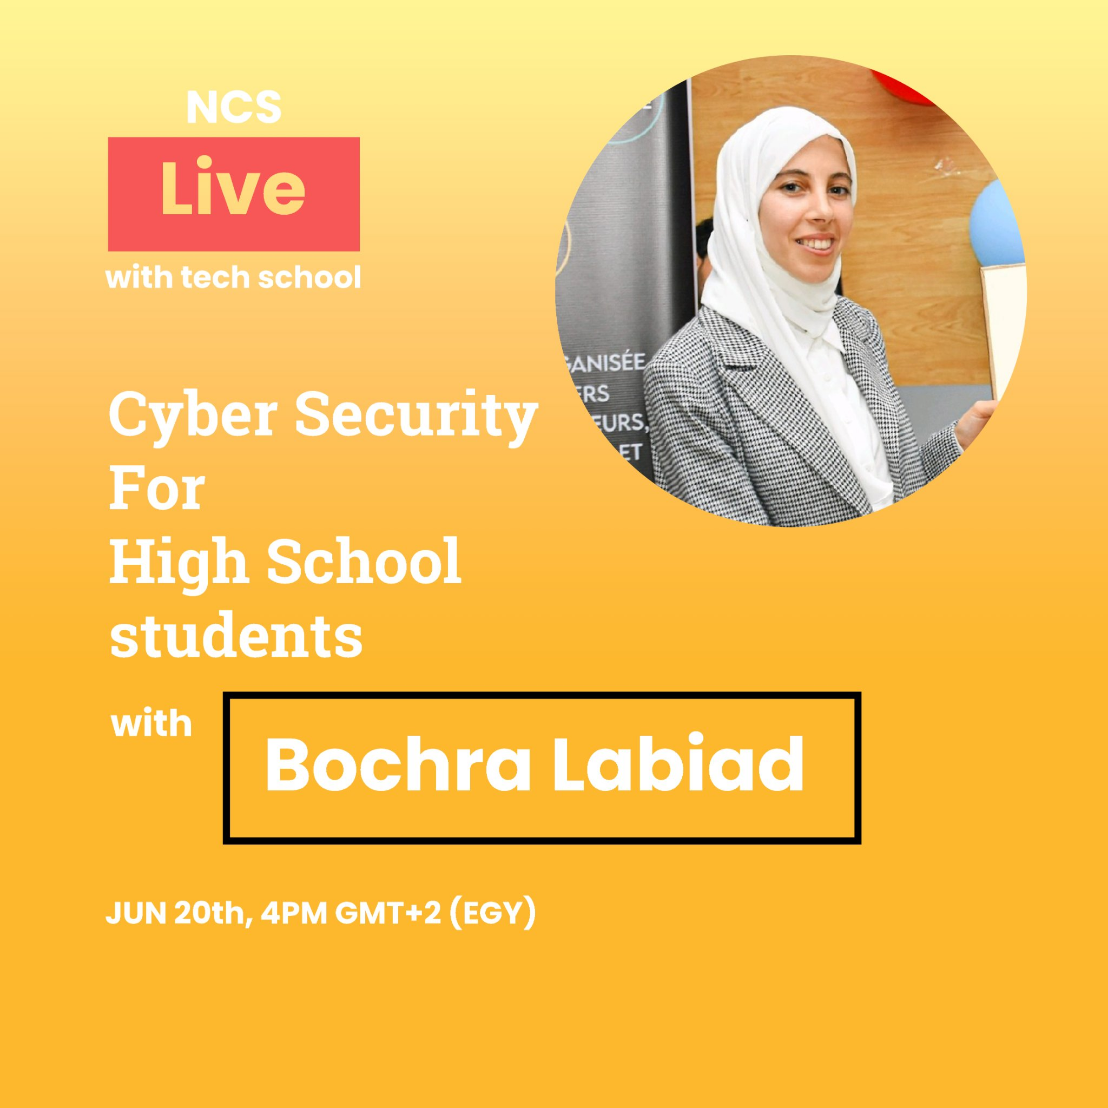 NCS
Live
with tech school
Cyber Security
For
High School
students
with
Bochra Labiad
JUN 20th, 4PM GMT+2 (EGY)
ET